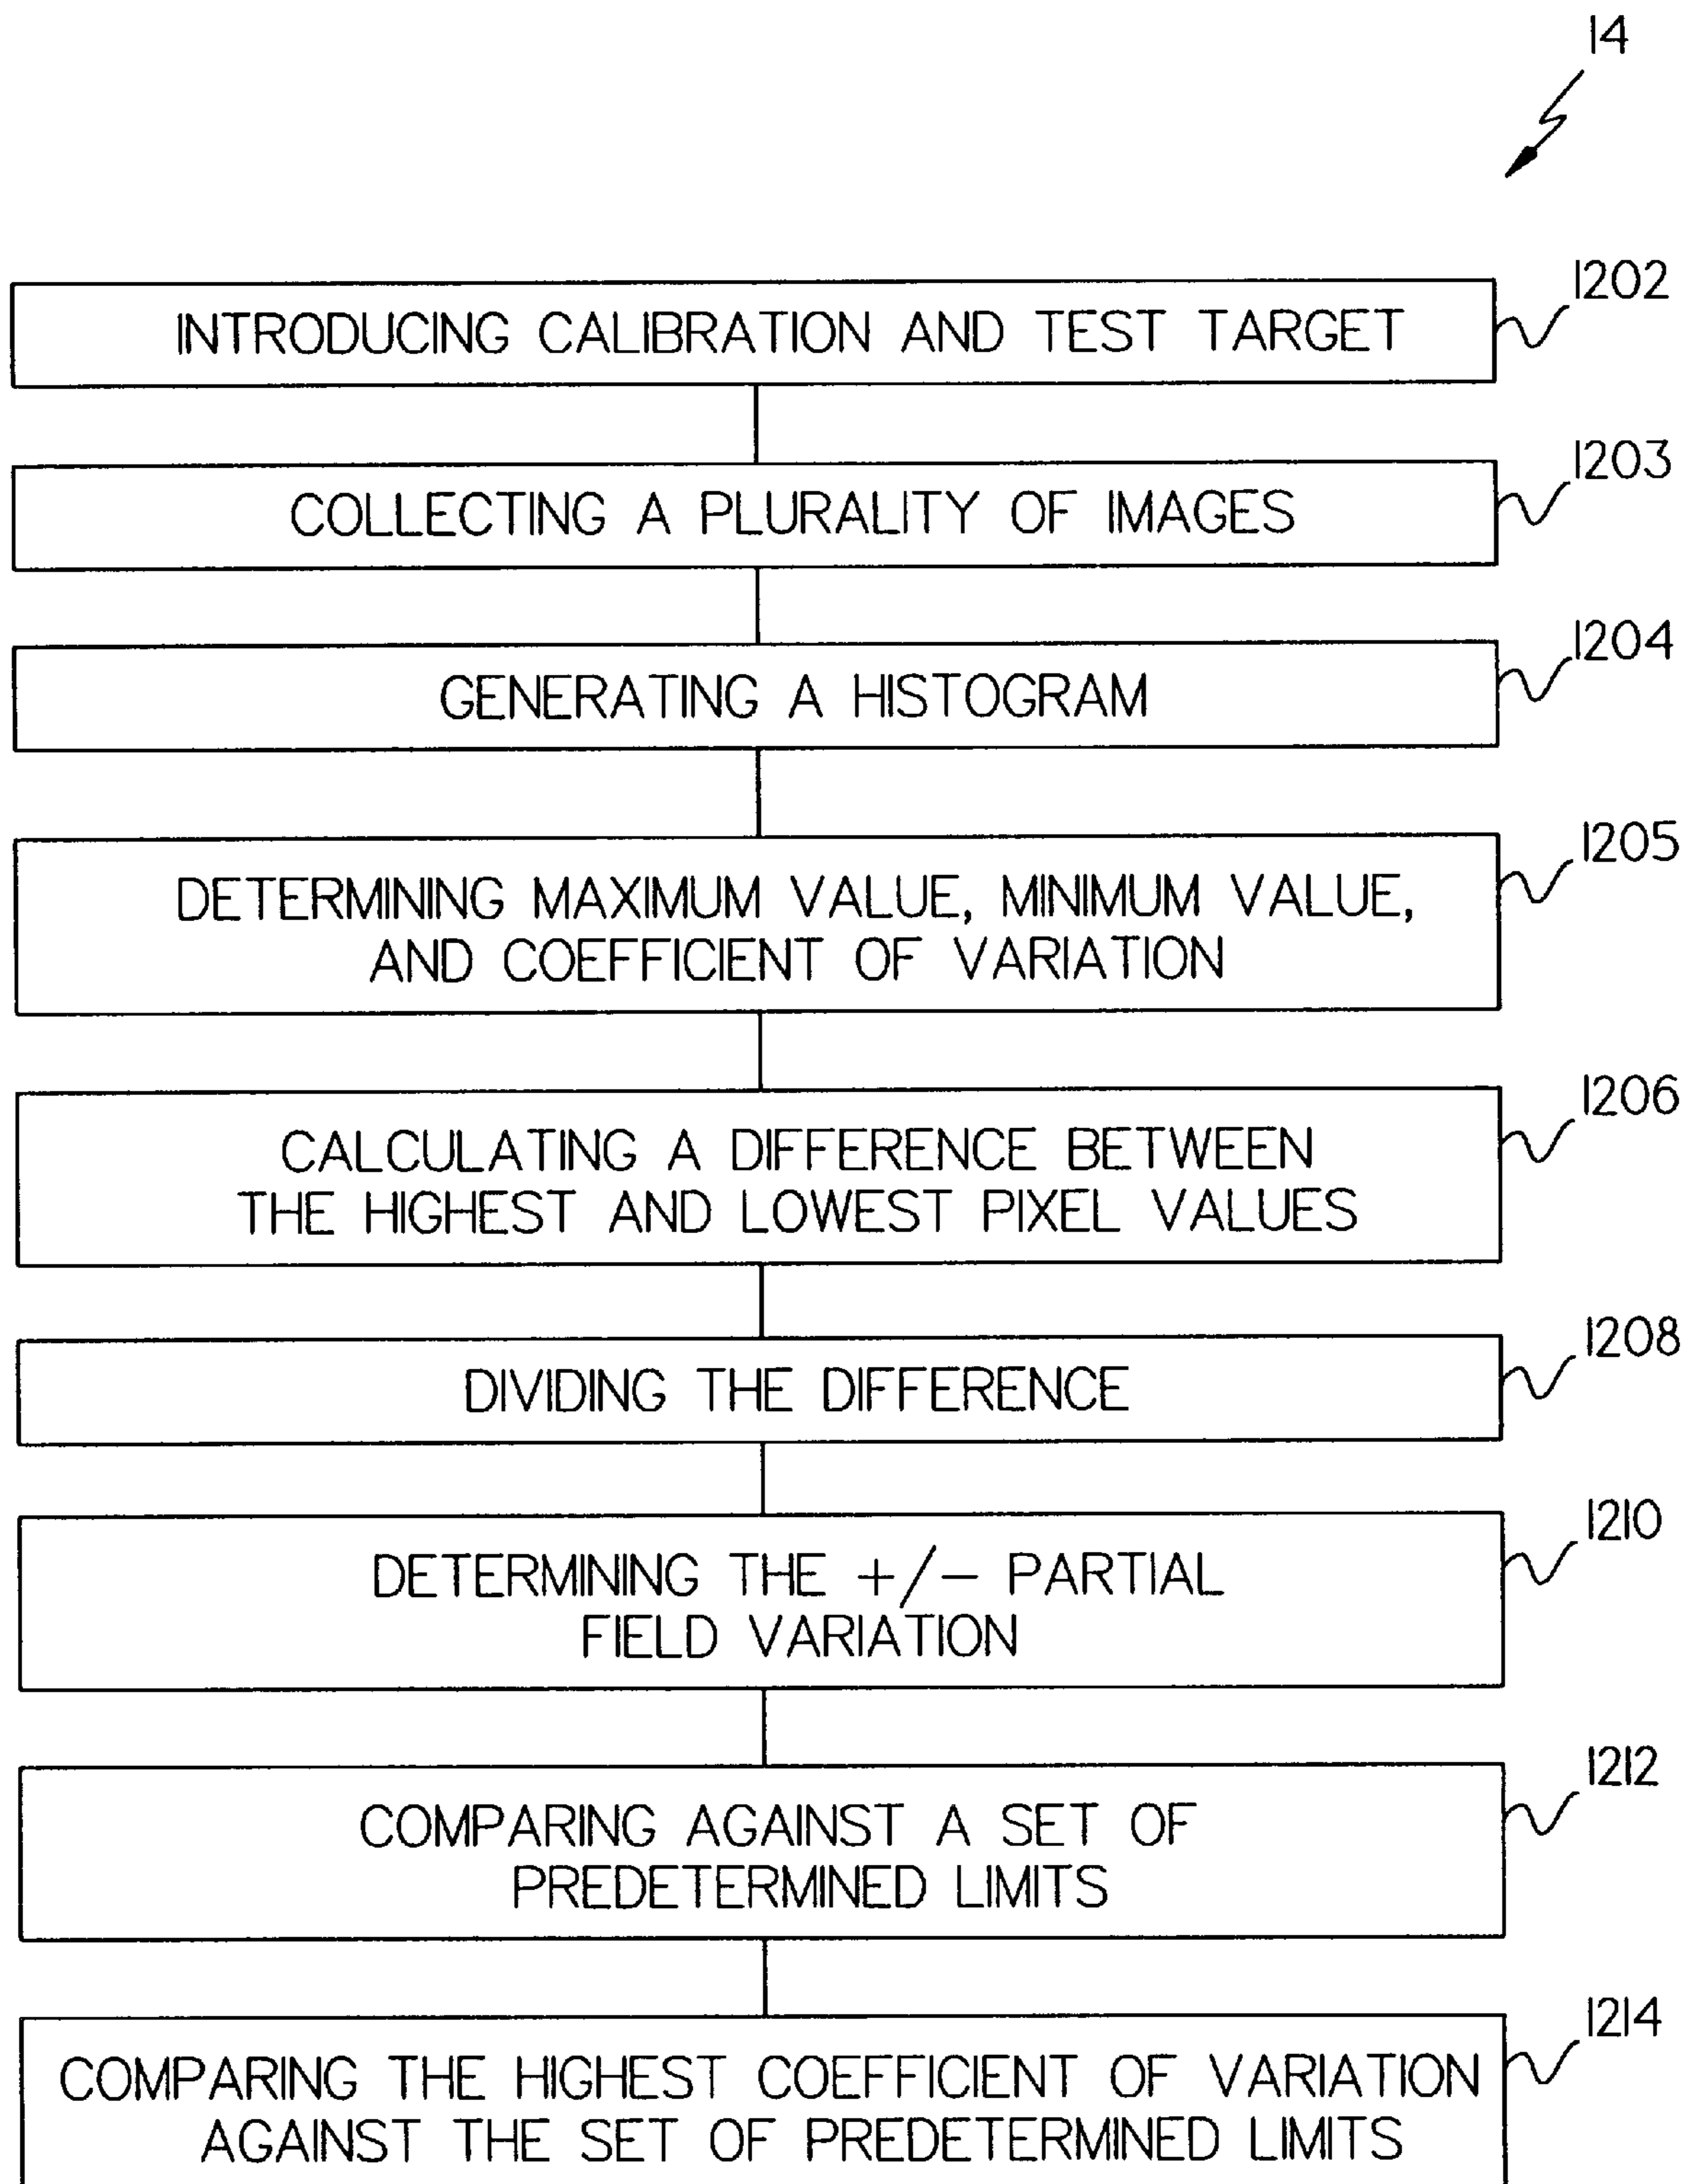 14
1202
INTRODUCING CALIBRATION AND TEST TARGET
1203
COLLECTING A PLURALITY OF IMAGES
1204
GENERATING A HISTOGRAM
1205
DETERMINING MAXIMUM VALUE, MINIMUM VALUE,
AND COEFFICIENT OF VARIATION
1206
CALCULATING A DIFFERENCE BETWEEN
THE HIGHEST AND LOWEST PIXEL VALUES
1208
DIVIDING THE DIFFERENCE
1210
DETERMINING THE +/− PARTIAL
FIELD VARIATION
1212
COMPARING AGAINST A SET OF
PREDETERMINED LIMITS
1214
COMPARING THE HIGHEST COEFFICIENT OF VARIATION
AGAINST THE SET OF PREDETERMINED LIMITS